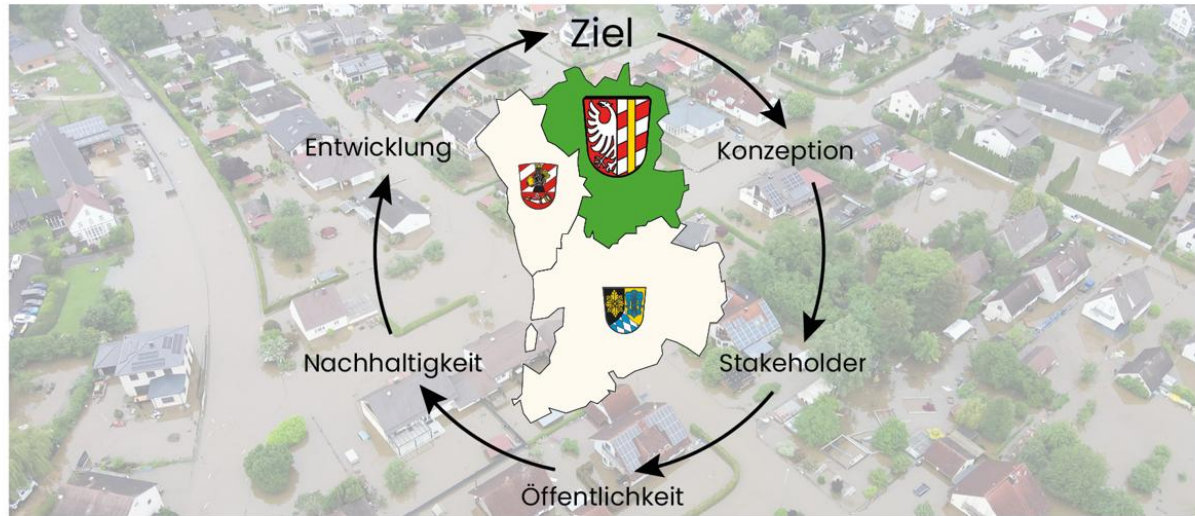 Ziel
Konzeption
Stakeholder
Öffentlichkeit
Nachhaltigkeit
Entwicklung